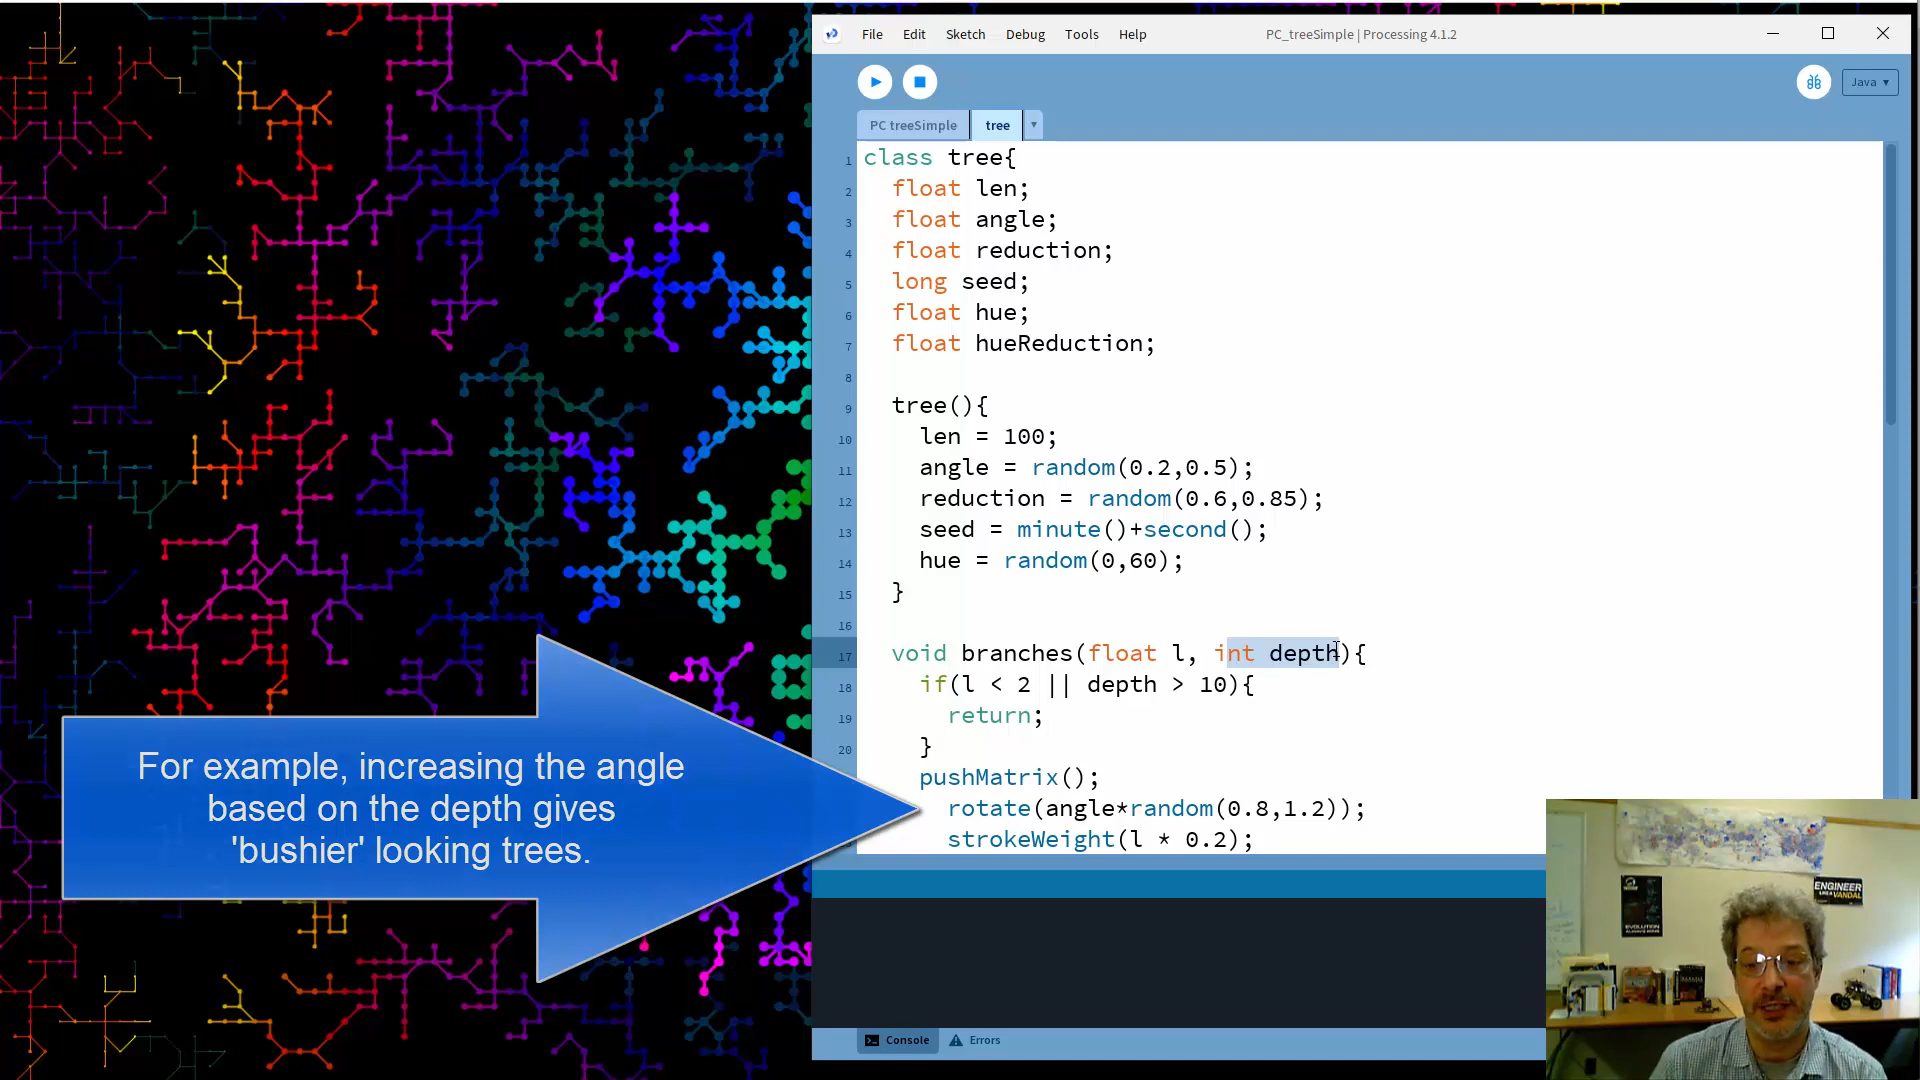 File Edit Sketch Debug Tools Help
PC_treeSimple | Processing 4.1.2
Java ▾
PC treeSimple
tree
1 class tree{
2 float len;
3 float angle;
4 float reduction;
5 long seed;
6 float hue;
7 float hueReduction;
8
9 tree(){
10 len = 100;
11 angle = random(0.2,0.5);
12 reduction = random(0.6,0.85);
13 seed = minute()+second();
14 hue = random(0,60);
15 }
16
17 void branches(float l, int depth){
18 if(l < 2 || depth > 10){
19 return;
20 }
pushMatrix();
rotate(angle*random(0.8,1.2));
strokeWeight(l * 0.2);
For example, increasing the angle
based on the depth gives
'bushier' looking trees.
Console
Errors
EVOLUTION
ENGINEER
LIKE A
VANDAL